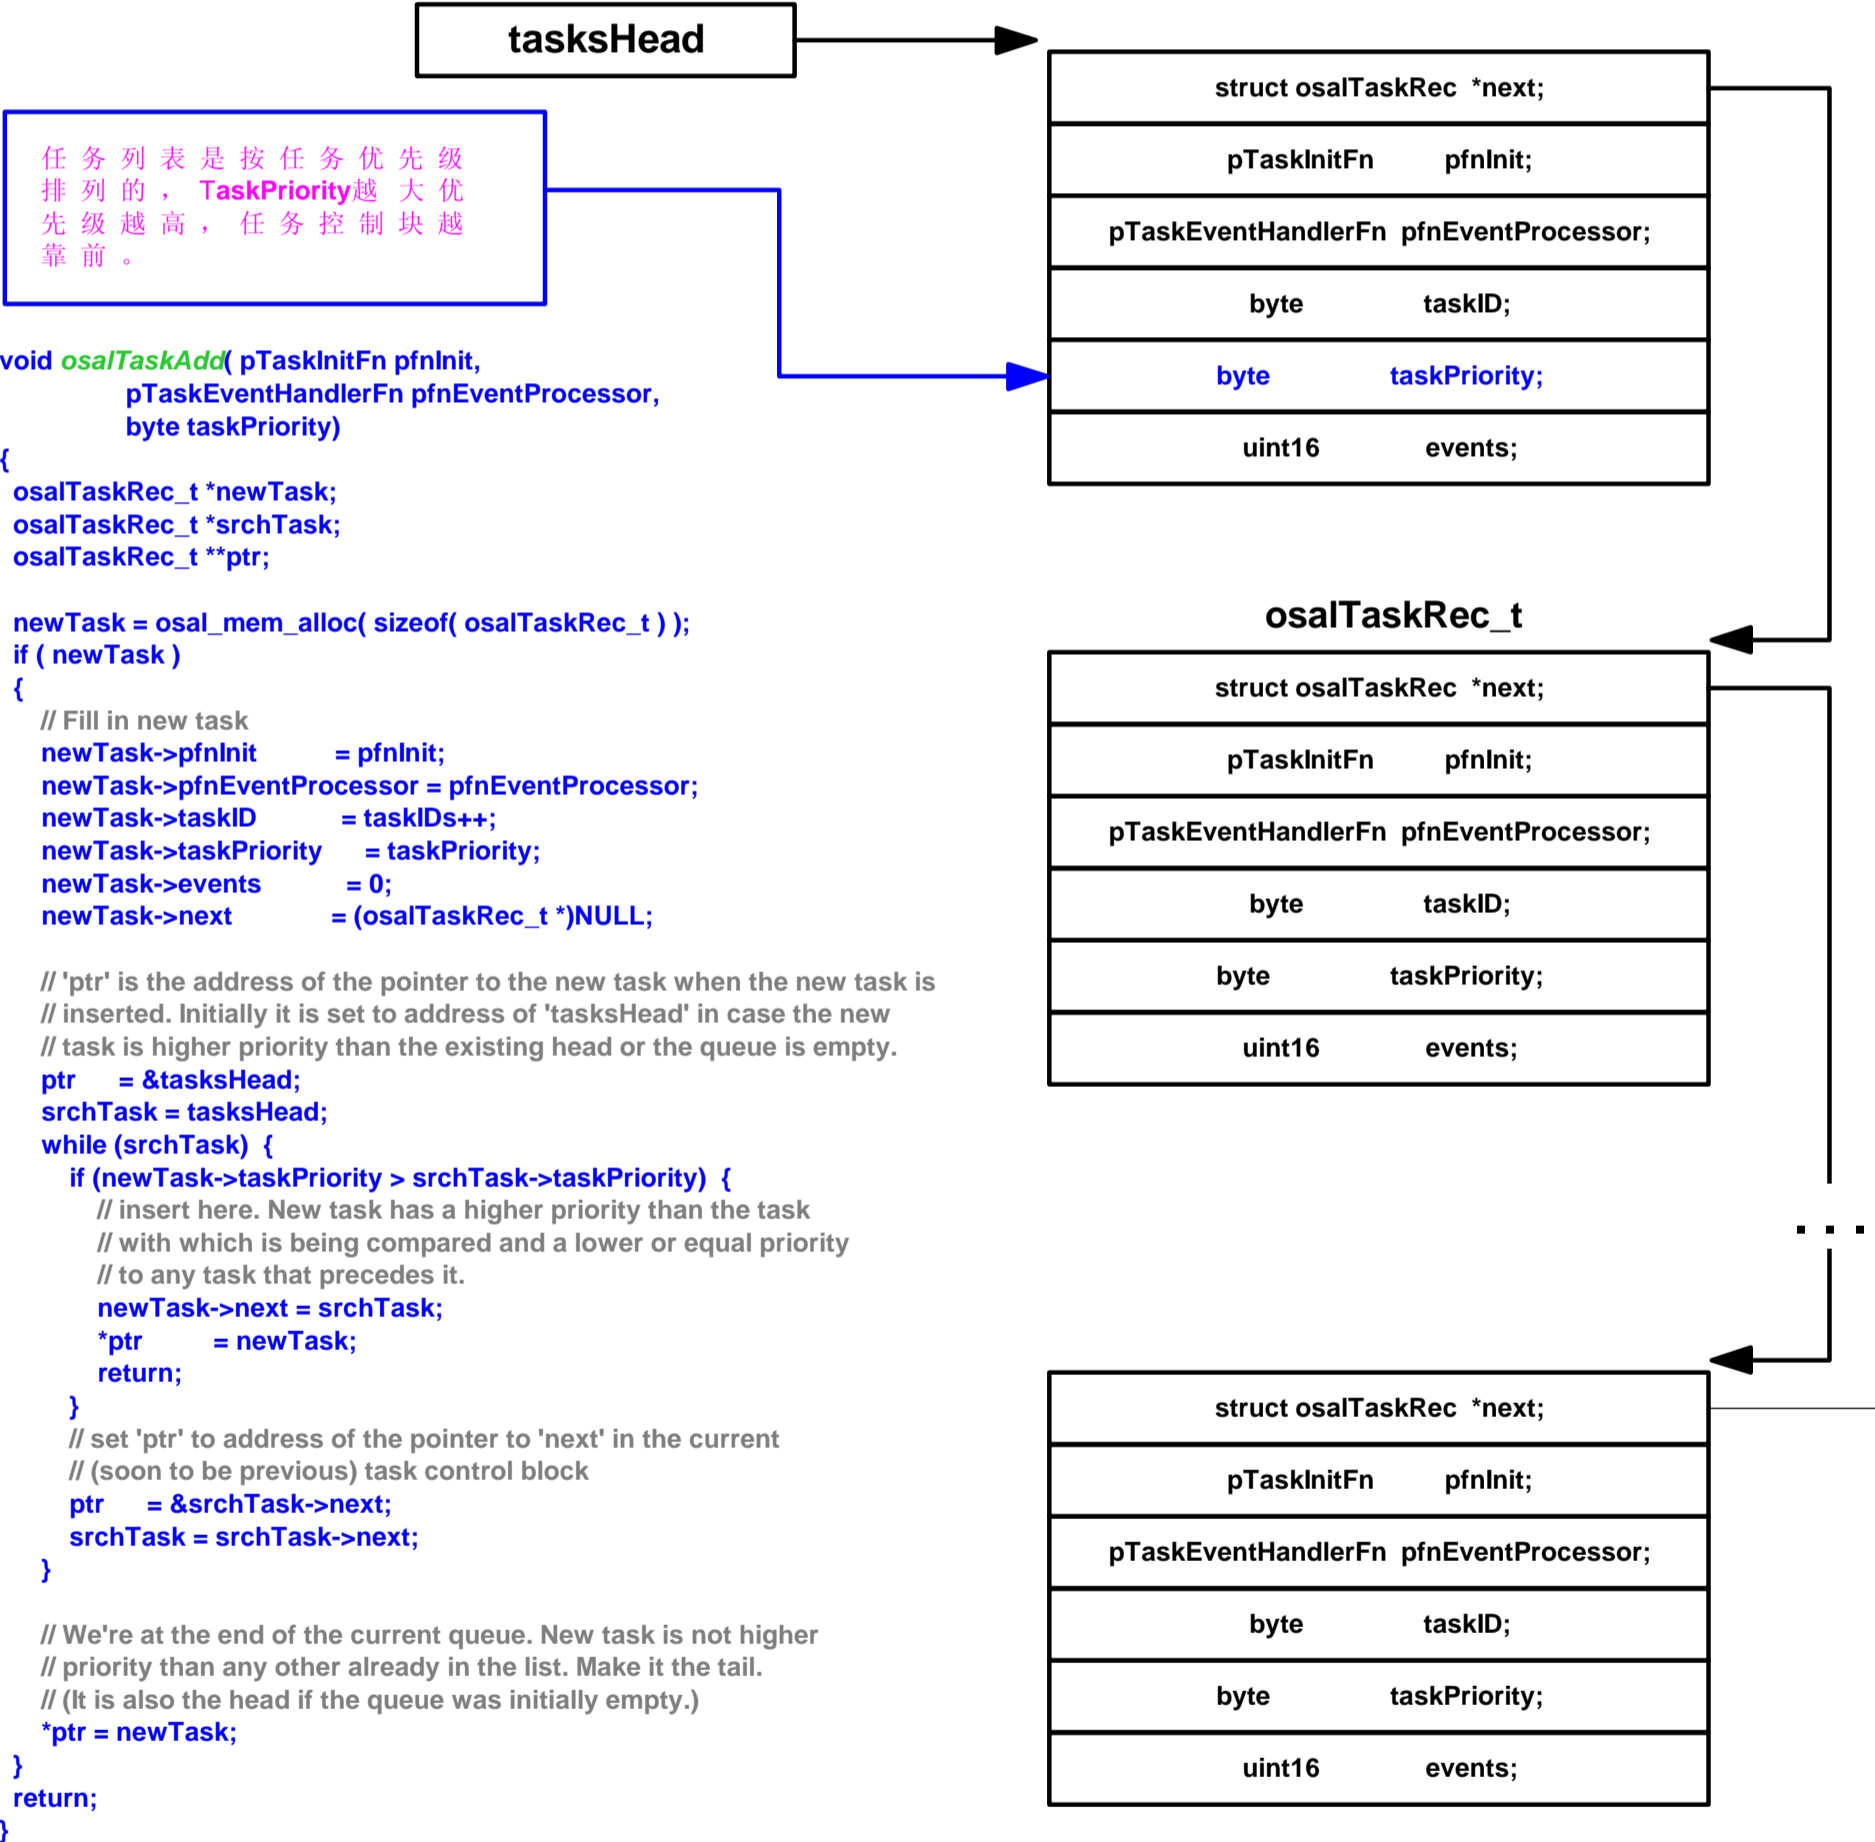 tasksHead
任务列表是按任务优先级
排列的，TaskPriority越大优
先级越高，任务控制块越
靠前。
void osalTaskAdd( pTaskInitFn pfnInit,
pTaskEventHandlerFn pfnEventProcessor,
byte taskPriority)
{
osalTaskRec_t *newTask;
osalTaskRec_t *srchTask;
osalTaskRec_t **ptr;
newTask = osal_mem_alloc( sizeof( osalTaskRec_t ) );
if ( newTask )
{
// Fill in new task
newTask->pfnInit = pfnInit;
newTask->pfnEventProcessor = pfnEventProcessor;
newTask->taskID = taskIDs++;
newTask->taskPriority = taskPriority;
newTask->events = 0;
newTask->next = (osalTaskRec_t *)NULL;
// 'ptr' is the address of the pointer to the new task when the new task is
// inserted. Initially it is set to address of 'tasksHead' in case the new
// task is higher priority than the existing head or the queue is empty.
ptr = &tasksHead;
srchTask = tasksHead;
while (srchTask) {
if (newTask->taskPriority > srchTask->taskPriority) {
// insert here. New task has a higher priority than the task
// with which is being compared and a lower or equal priority
// to any task that precedes it.
newTask->next = srchTask;
*ptr = newTask;
return;
}
// set 'ptr' to address of the pointer to 'next' in the current
// (soon to be previous) task control block
ptr = &srchTask->next;
srchTask = srchTask->next;
}
// We're at the end of the current queue. New task is not higher
// priority than any other already in the list. Make it the tail.
// (It is also the head if the queue was initially empty.)
*ptr = newTask;
}
return;
}
struct osalTaskRec *next;
pTaskInitFn pfnInit;
pTaskEventHandlerFn pfnEventProcessor;
byte taskID;
byte taskPriority;
uint16 events;
osalTaskRec_t
struct osalTaskRec *next;
pTaskInitFn pfnInit;
pTaskEventHandlerFn pfnEventProcessor;
byte taskID;
byte taskPriority;
uint16 events;
...
struct osalTaskRec *next;
pTaskInitFn pfnInit;
pTaskEventHandlerFn pfnEventProcessor;
byte taskID;
byte taskPriority;
uint16 events;